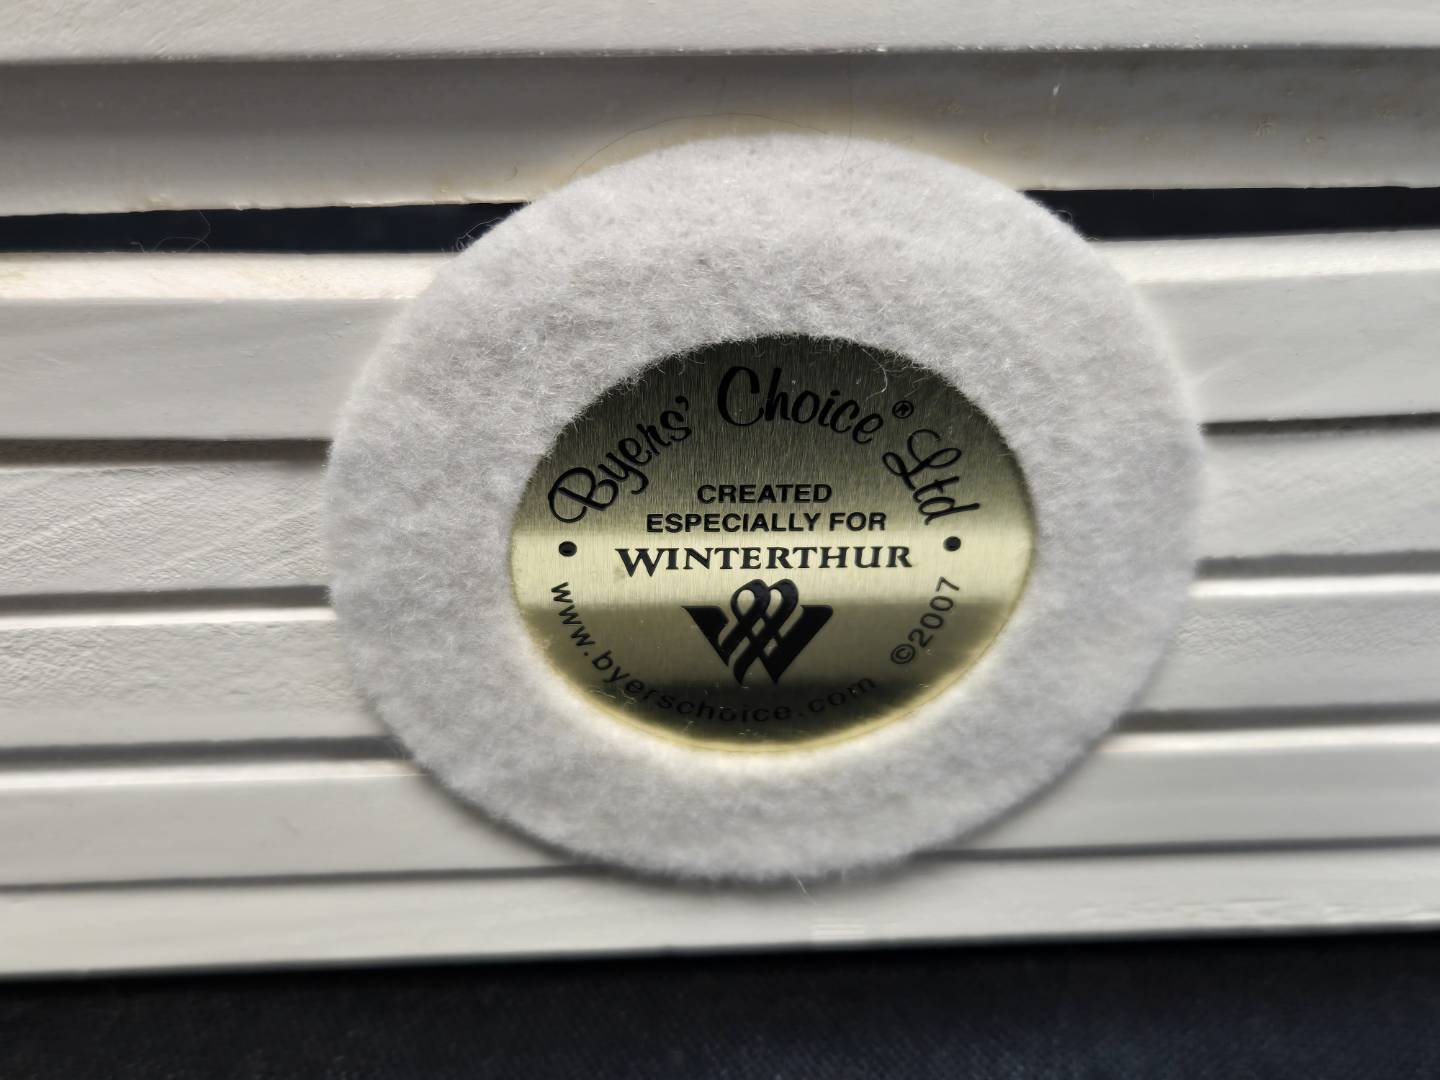 Byers' Choice® Ltd
CREATED
ESPECIALLY FOR
WINTERTHUR
www.byerschoice.com
©2007